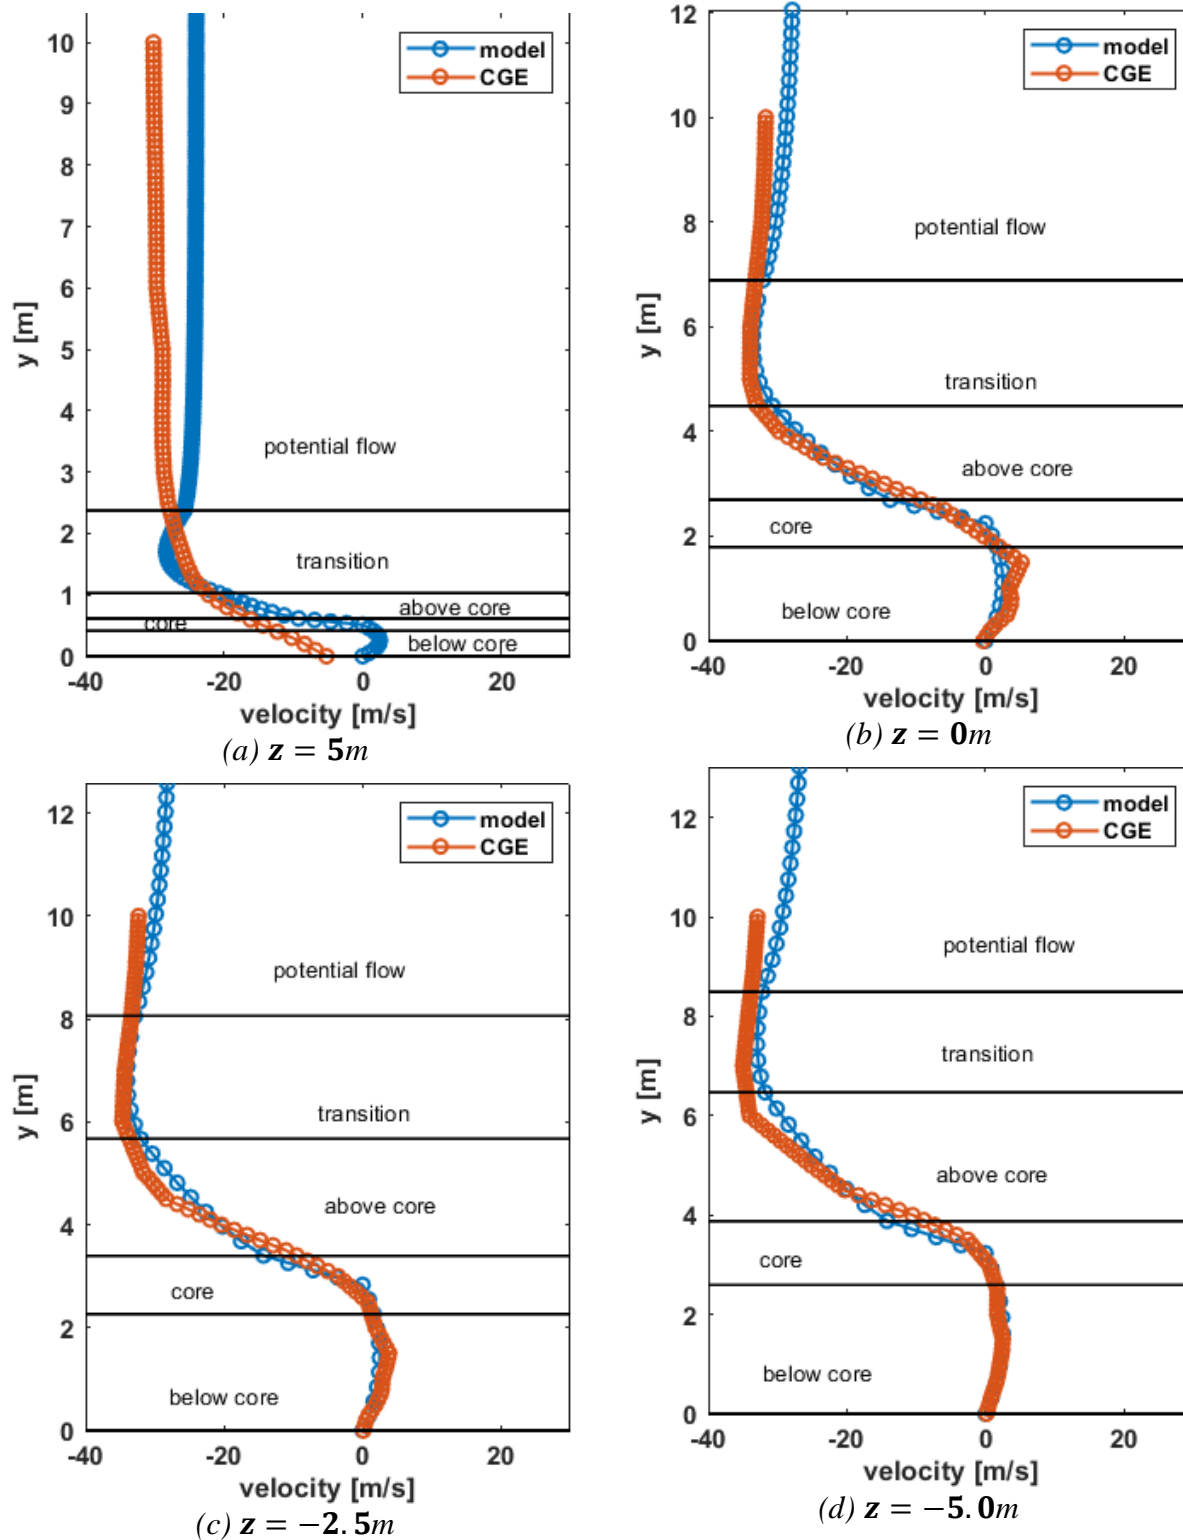 10
9
8
7
6
5
4
3
2
1
0
y [m]
model
CGE
potential flow
transition
above core
core
below core
-40 -20 0 20
velocity [m/s]
(a) z = 5m
12
10
8
6
4
2
0
y [m]
model
CGE
potential flow
transition
above core
core
below core
-40 -20 0 20
velocity [m/s]
(b) z = 0m
12
10
8
6
4
2
0
y [m]
model
CGE
potential flow
transition
above core
core
below core
-40 -20 0 20
velocity [m/s]
(c) z = −2.5m
12
10
8
6
4
2
0
y [m]
model
CGE
potential flow
transition
above core
core
below core
-40 -20 0 20
velocity [m/s]
(d) z = −5.0m